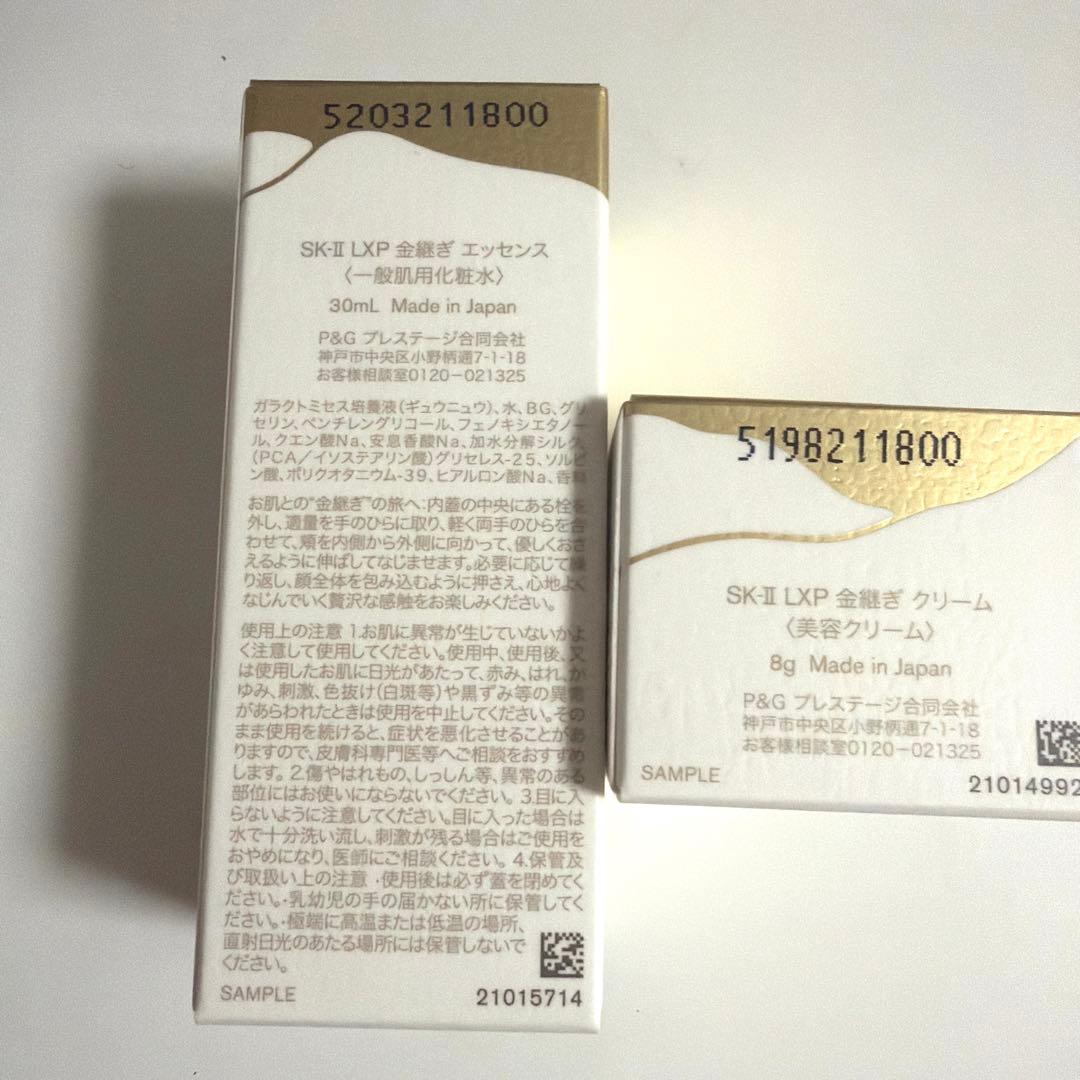 5203211800
SK-II LXP 金継ぎ エッセンス
〈一般肌用化粧水〉
30mL Made in Japan
P&G プレステージ合同会社
神戸市中央区小野柄通7-1-18
お客様相談室0120-021325
ガラクトミセス培養液(ギュウニュウ)、水、BG、グリ
セリン、ペンチレングリコール、フェノキシエタノー
ル、クエン酸Na、安息香酸Na、加水分解シルク、
(PCA/イソステアリン酸)グリセレス-25、ソルビ
ン酸、ポリクオタニウム-39、ヒアルロン酸Na、香料
お肌との"金継ぎ"の旅へ:内蓋の中央にある栓を
外し、適量を手のひらに取り、軽く両手のひらを合
わせて、頬を内側から外側に向かって、優しくおさ
えるように伸ばしてなじませます。必要に応じて繰
り返し、顔全体を包み込むように押さえ、心地よく
なじんでいく贅沢な感触をお楽しみください。
使用上の注意 1.お肌に異常が生じていないかよ
く注意して使用してください。使用中、使用後、又
は使用したお肌に日光があたって、赤み、はれ、か
ゆみ、刺激、色抜け(白斑等)や黒ずみ等の異常
があらわれたときは使用を中止してください。その
まま使用を続けると、症状を悪化させることがあ
りますので、皮膚科専門医等へご相談をおすすめ
します。2.傷やはれもの、しっしん等、異常のある
部位にはお使いにならないでください。3.目に入
らないように注意してください。目に入った場合は
水で十分洗い流し、刺激が残る場合はご使用を
おやめになり、医師にご相談ください。4.保管及
び取扱い上の注意 ・使用後は必ず蓋を閉めてく
ださい。・乳幼児の手の届かない所に保管してく
ださい。・極端に高温または低温の場所、
直射日光のあたる場所には保管しないで
ください。
SAMPLE
21015714
5198211800
SK-II LXP 金継ぎ クリーム
〈美容クリーム〉
8g Made in Japan
P&G プレステージ合同会社
神戸市中央区小野柄通7-1-18
お客様相談室0120-021325
SAMPLE
21014992